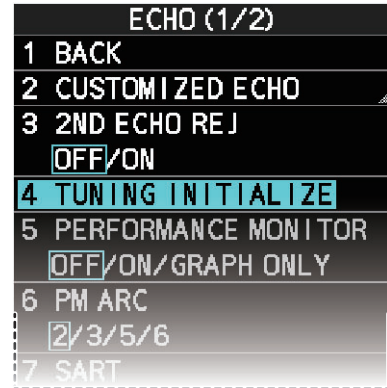 ECHO (1/2)
1 BACK
2 CUSTOMIZED ECHO
3 2ND ECHO REJ
OFF/ON
4 TUNING INITIALIZE
5 PERFORMANCE MONITOR
OFF/ON/GRAPH ONLY
6 PM ARC
2/3/5/6
7 SART